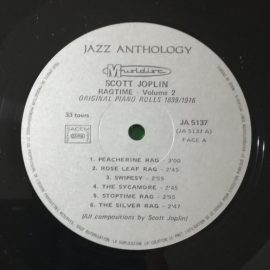 JAZZ ANTHOLOGY
Musidisc
SCOTT JOPLIN
RAGTIME - Volume 2
ORIGINAL PIANO ROLLS 1899/1916
33 tours
JA 5137
(JA 5137 A)
FACE A
SACEM
1. PEACHERINE RAG - 3'00
2. ROSE LEAF RAG - 2'45
3. SWIPESY - 2'55
4. THE SYCAMORE - 2'45
5. STOPTIME RAG - 2'55
6. THE SILVER RAG - 2'47
(All compositions by Scott Joplin)